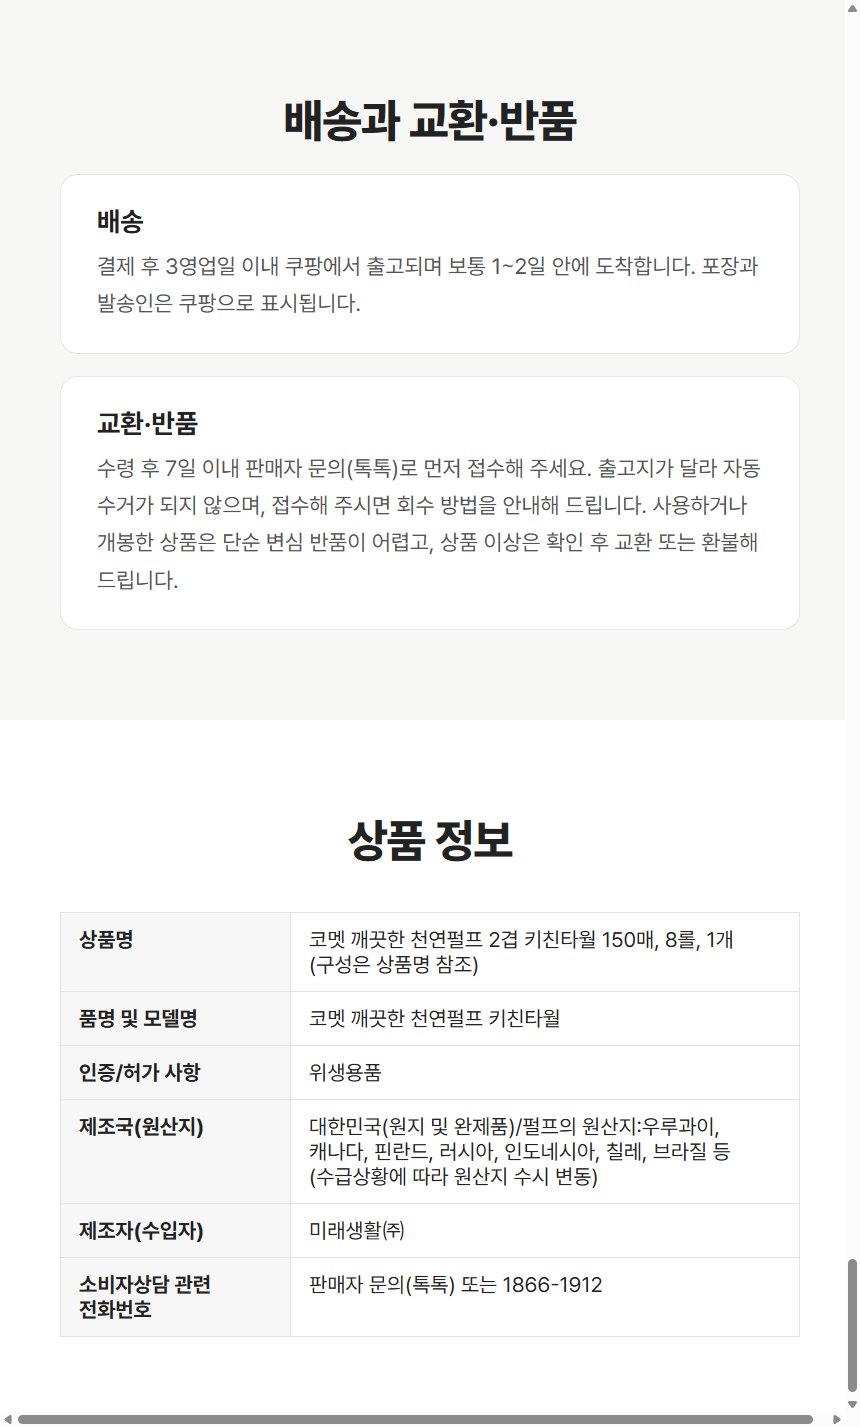 배송과 교환·반품
배송
결제 후 3영업일 이내 쿠팡에서 출고되며 보통 1~2일 안에 도착합니다. 포장과
발송인은 쿠팡으로 표시됩니다.
교환·반품
수령 후 7일 이내 판매자 문의(톡톡)로 먼저 접수해 주세요. 출고지가 달라 자동
수거가 되지 않으며, 접수해 주시면 회수 방법을 안내해 드립니다. 사용하거나
개봉한 상품은 단순 변심 반품이 어렵고, 상품 이상은 확인 후 교환 또는 환불해
드립니다.
상품 정보
상품명
코멧 깨끗한 천연펄프 2겹 키친타월 150매, 8롤, 1개
(구성은 상품명 참조)
품명 및 모델명
코멧 깨끗한 천연펄프 키친타월
인증/허가 사항
위생용품
제조국(원산지)
대한민국(원지 및 완제품)/펄프의 원산지:우루과이,
캐나다, 핀란드, 러시아, 인도네시아, 칠레, 브라질 등
(수급상황에 따라 원산지 수시 변동)
제조자(수입자)
미래생활㈜
소비자상담 관련
전화번호
판매자 문의(톡톡) 또는 1866-1912